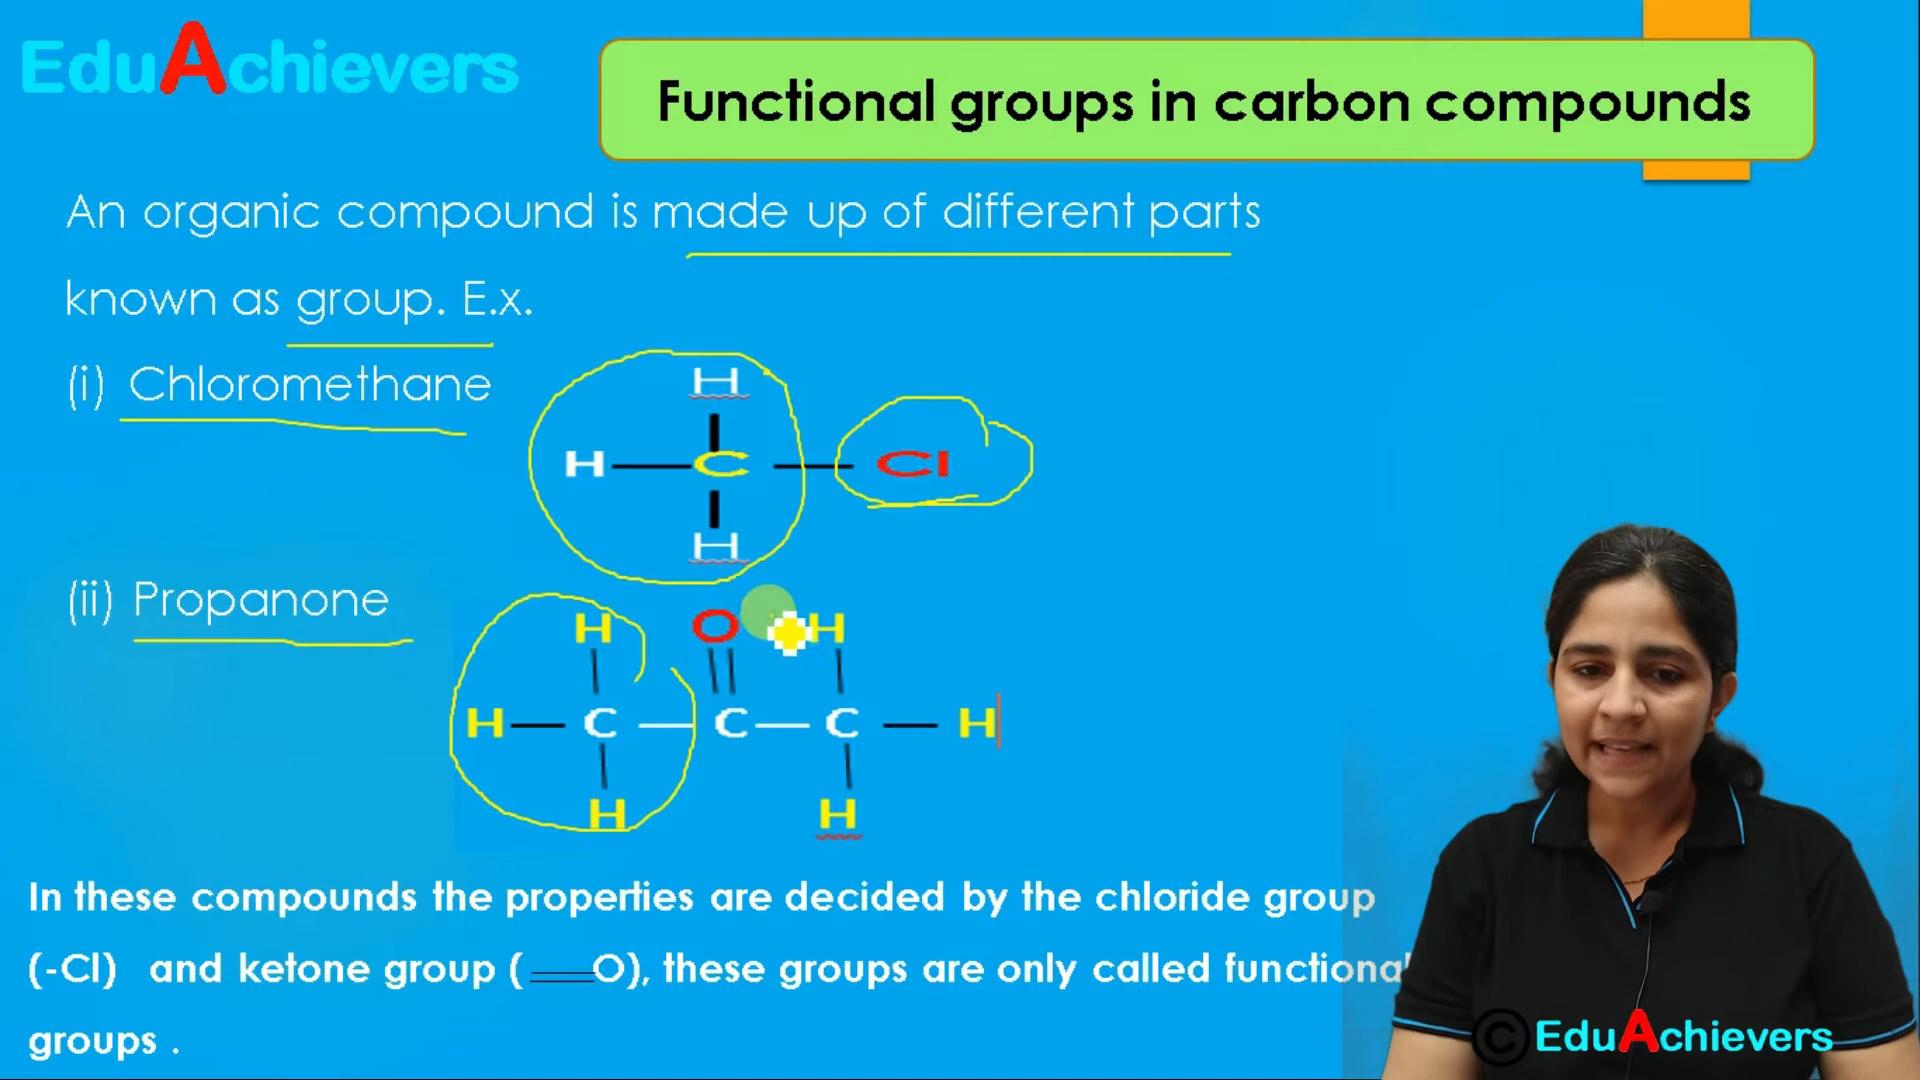 EduAchievers
Functional groups in carbon compounds
An organic compound is made up of different parts
known as group. E.x.
(i) Chloromethane
H
H C Cl
H
(ii) Propanone
H O H
H C C C H
H H
In these compounds the properties are decided by the chloride group
(-Cl) and ketone group ( O), these groups are only called functional
groups .
© EduAchievers